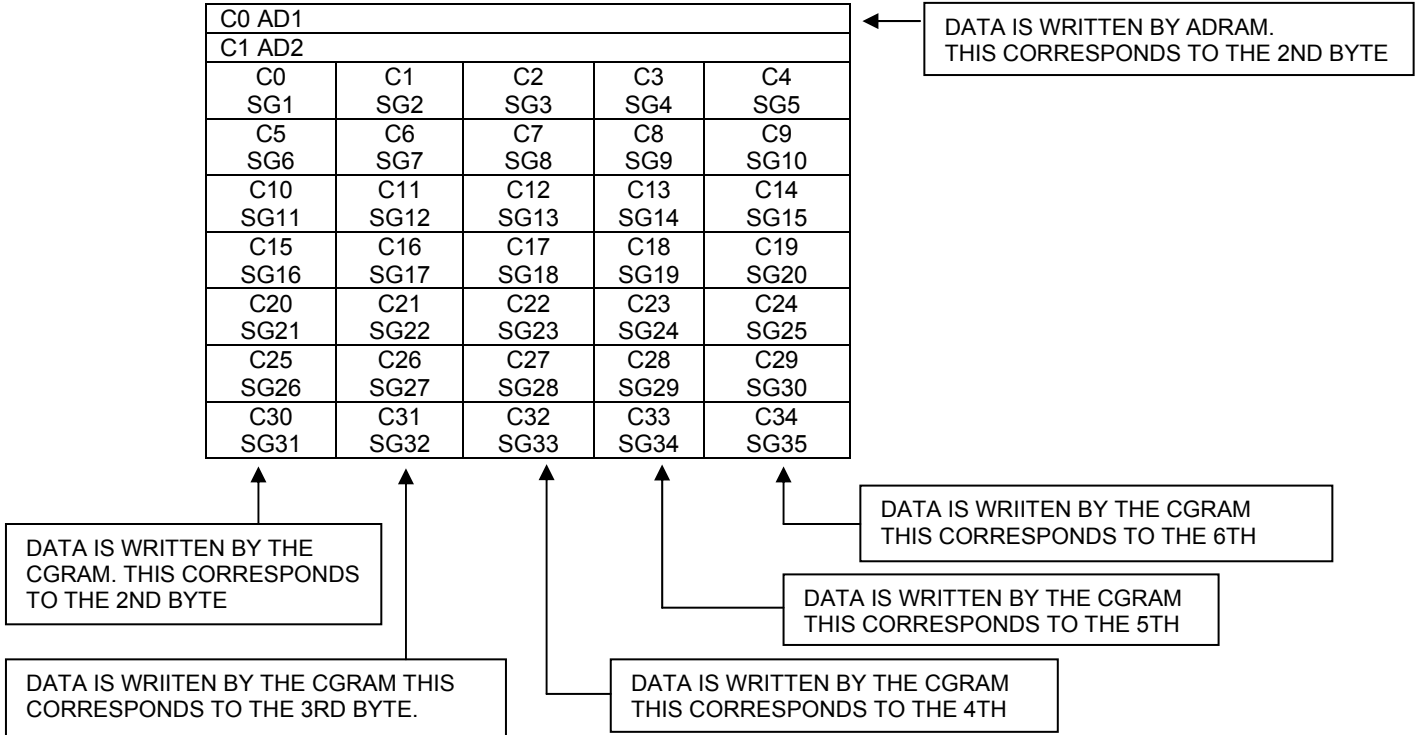 C0 AD1
DATA IS WRITTEN BY ADRAM.
THIS CORRESPONDS TO THE 2ND BYTE
C1 AD2
C0 C1 C2 C3 C4
SG1 SG2 SG3 SG4 SG5
C5 C6 C7 C8 C9
SG6 SG7 SG8 SG9 SG10
C10 C11 C12 C13 C14
SG11 SG12 SG13 SG14 SG15
C15 C16 C17 C18 C19
SG16 SG17 SG18 SG19 SG20
C20 C21 C22 C23 C24
SG21 SG22 SG23 SG24 SG25
C25 C26 C27 C28 C29
SG26 SG27 SG28 SG29 SG30
C30 C31 C32 C33 C34
SG31 SG32 SG33 SG34 SG35
DATA IS WRIITEN BY THE CGRAM
THIS CORRESPONDS TO THE 6TH
DATA IS WRITTEN BY THE
CGRAM. THIS CORRESPONDS
TO THE 2ND BYTE
DATA IS WRITTEN BY THE CGRAM
THIS CORRESPONDS TO THE 5TH
DATA IS WRIITEN BY THE CGRAM THIS
CORRESPONDS TO THE 3RD BYTE.
DATA IS WRITTEN BY THE CGRAM
THIS CORRESPONDS TO THE 4TH